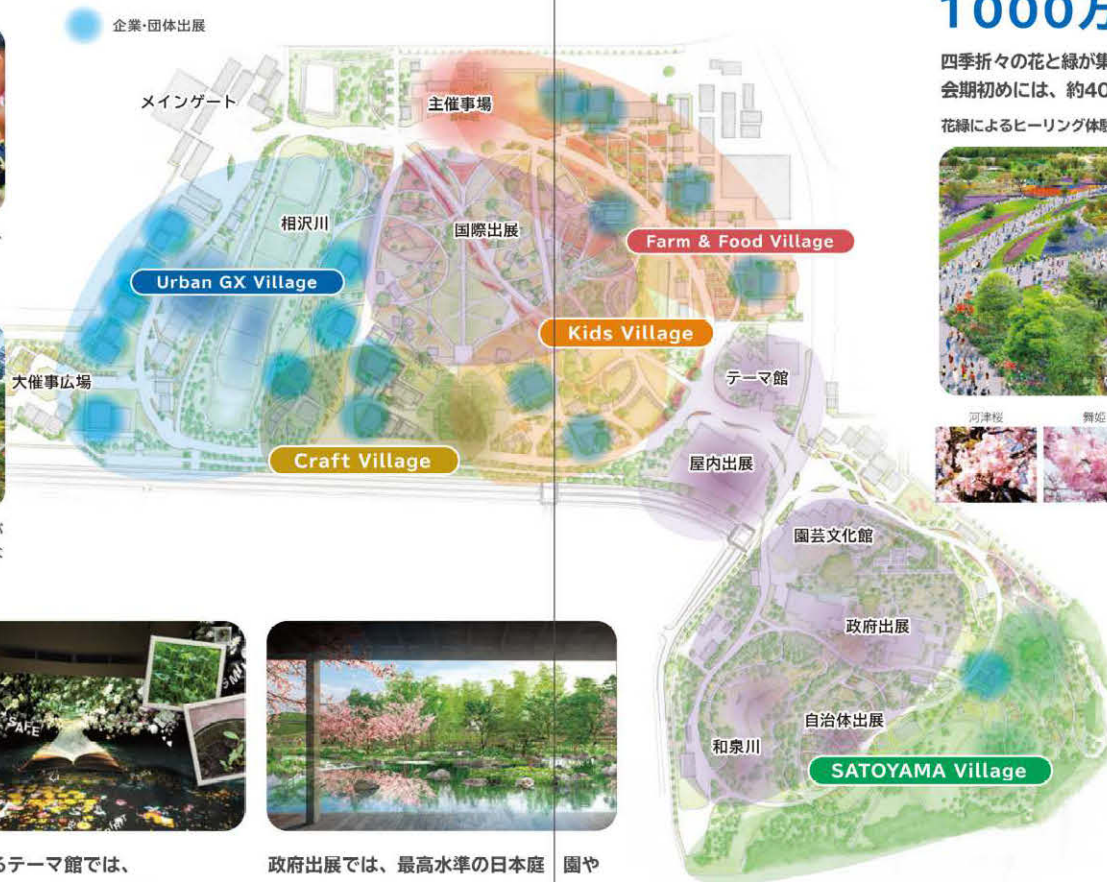 企業・団体出展
1000万
四季折々の花と緑が集
会期初めには、約40
花緑によるヒーリング体験
メインゲート
主催事場
相沢川
国際出展
Farm & Food Village
Urban GX Village
Kids Village
大催事広場
テーマ館
河津桜
舞姫
Craft Village
屋内出展
園芸文化館
政府出展
自治体出展
和泉川
SATOYAMA Village
SAFE
るテーマ館では、
政府出展では、最高水準の日本庭園や